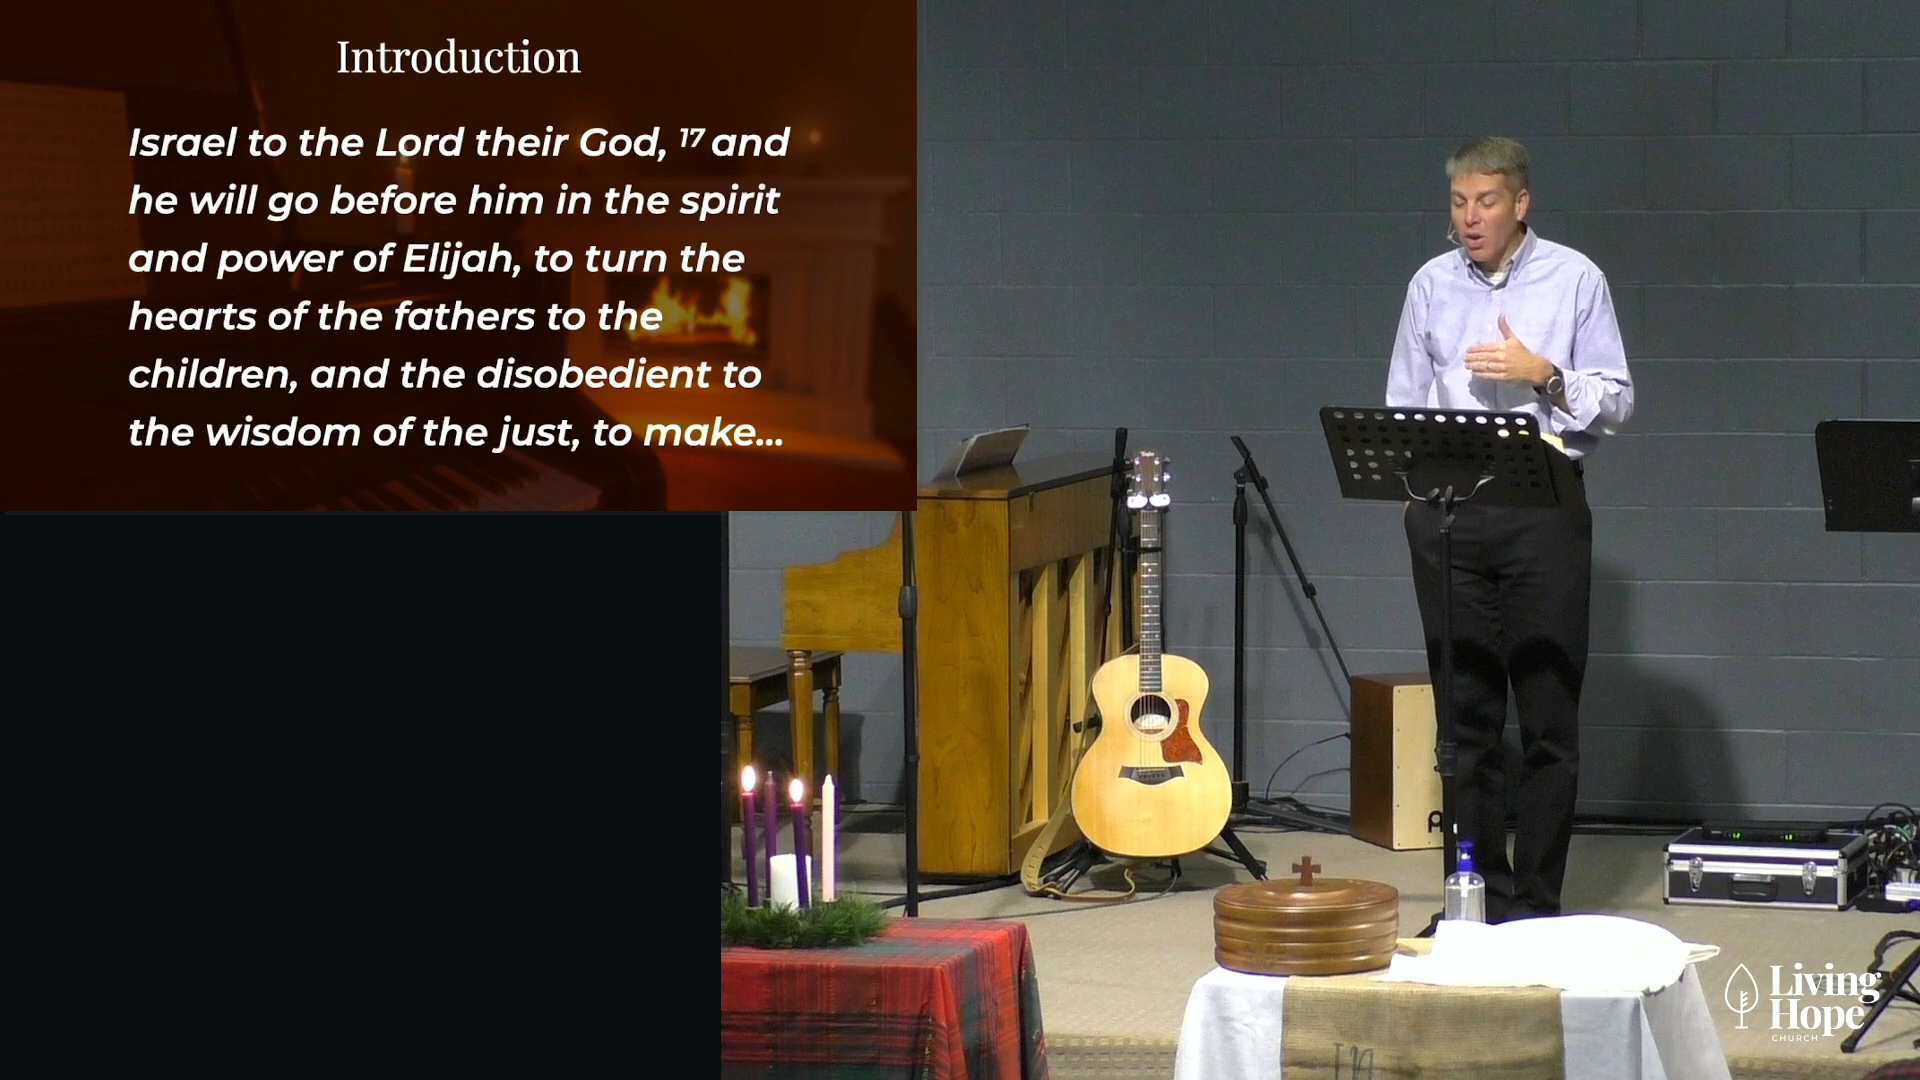 Introduction
Israel to the Lord their God, ¹⁷ and
he will go before him in the spirit
and power of Elijah, to turn the
hearts of the fathers to the
children, and the disobedient to
the wisdom of the just, to make...
Living
Hope
CHURCH